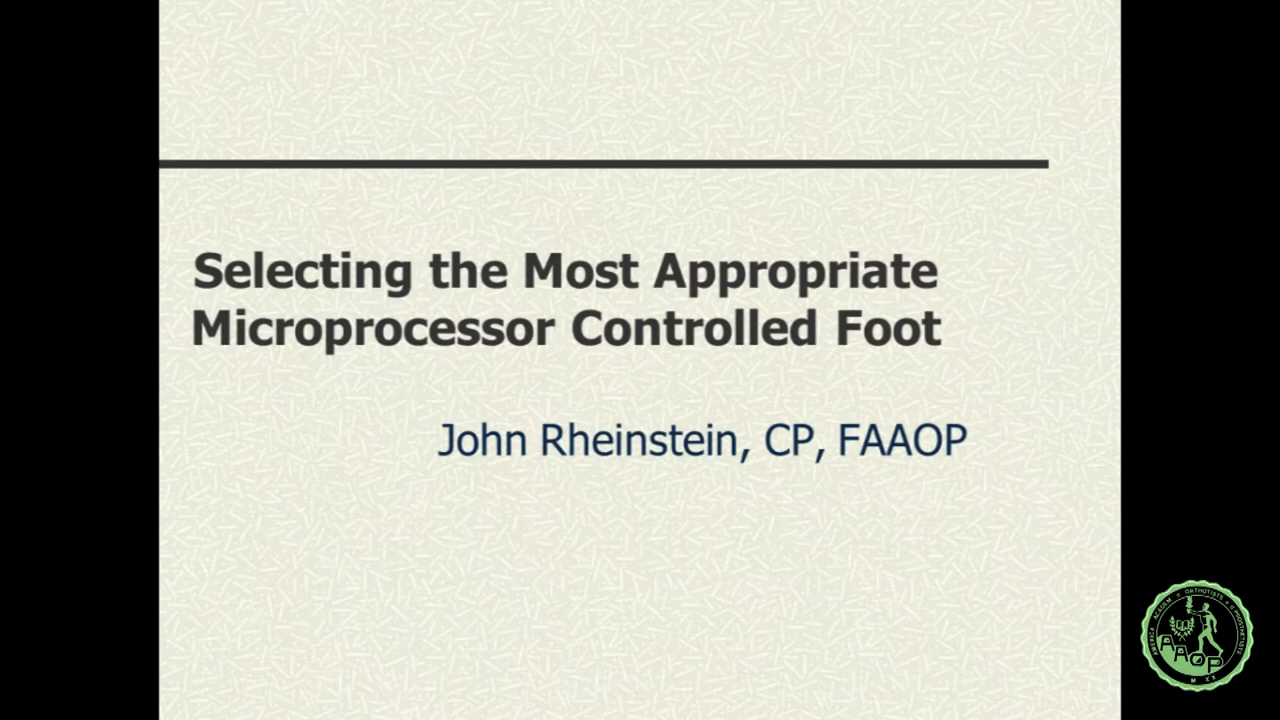 Selecting the Most Appropriate
Microprocessor Controlled Foot
John Rheinstein, CP, FAAOP
AAOP